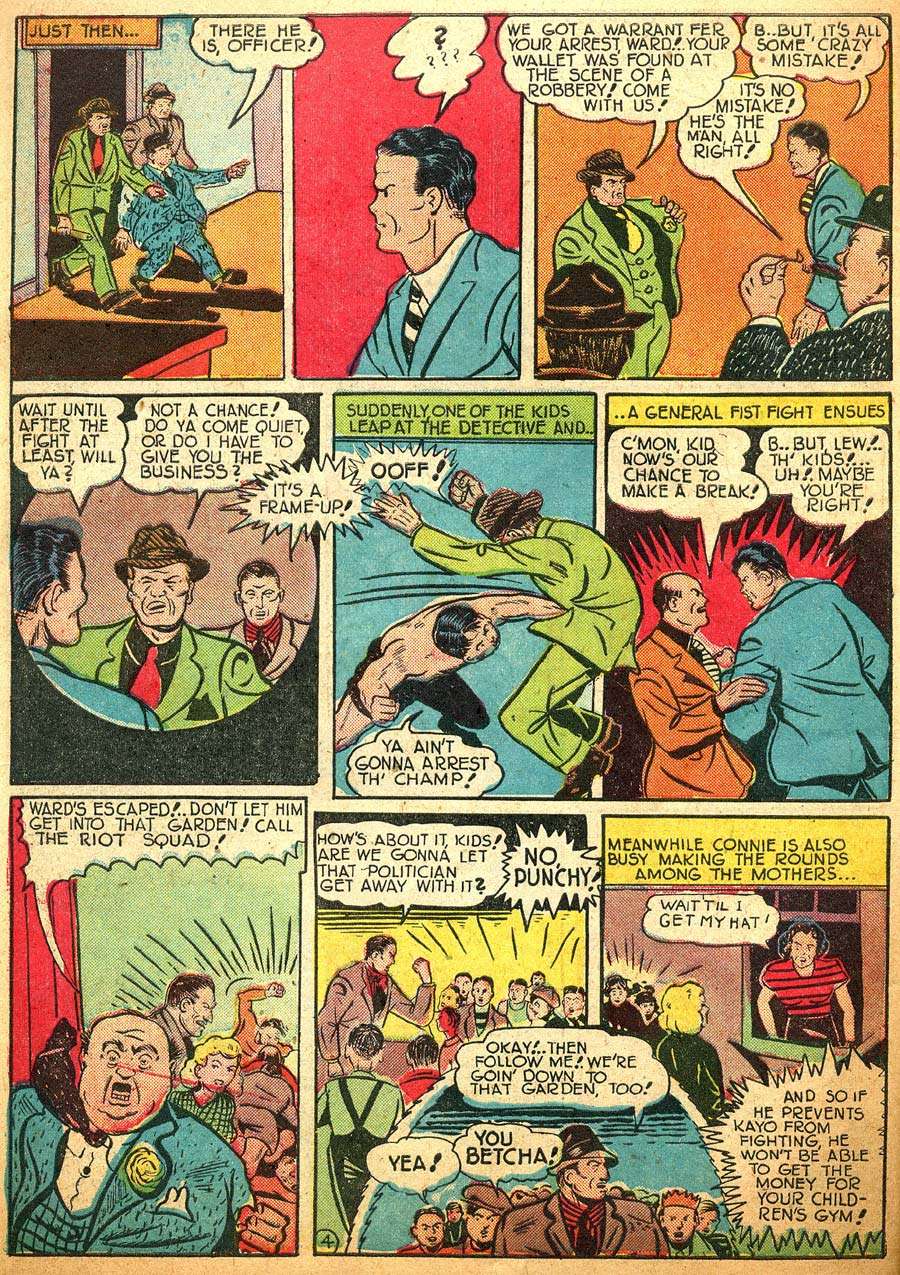 JUST THEN...
THERE HE
IS, OFFICER!
?
???
WE GOT A WARRANT FER
YOUR ARREST, WARD!. YOUR
WALLET WAS FOUND AT
THE SCENE OF A
ROBBERY! COME
WITH US!
IT'S NO
MISTAKE!
HE'S THE
MAN, ALL
RIGHT!
B..BUT, IT'S ALL
SOME CRAZY
MISTAKE!
WAIT UNTIL
AFTER THE
FIGHT AT
LEAST, WILL
YA?
NOT A CHANCE!
DO YA COME QUIET,
OR DO I HAVE TO
GIVE YOU THE
BUSINESS?
IT'S A
FRAME-UP!
SUDDENLY, ONE OF THE KIDS
LEAP AT THE DETECTIVE AND..
OOFF!
YA AIN'T
GONNA ARREST
TH' CHAMP!
..A GENERAL FIST FIGHT ENSUES
C'MON, KID,
NOW'S OUR
CHANCE TO
MAKE A BREAK!
B..BUT, LEW!..
TH' KIDS!...
UH!. MAYBE
YOU'RE
RIGHT!
WARD'S ESCAPED!.. DON'T LET HIM
GET INTO THAT GARDEN! CALL
THE RIOT SQUAD!
HOW'S ABOUT IT, KIDS!
ARE WE GONNA LET
THAT POLITICIAN
GET AWAY WITH IT?
NO,
PUNCHY!
OKAY!..THEN
FOLLOW ME!. WE'RE
GOIN' DOWN TO
THAT GARDEN, TOO!
YEA!
YOU
BETCHA!
4
MEANWHILE CONNIE IS ALSO
BUSY MAKING THE ROUNDS
AMONG THE MOTHERS...
WAIT 'TIL I
GET MY HAT!
AND SO IF
HE PREVENTS
KAYO FROM
FIGHTING, HE
WON'T BE ABLE
TO GET THE
MONEY FOR
YOUR CHILD-
REN'S GYM!